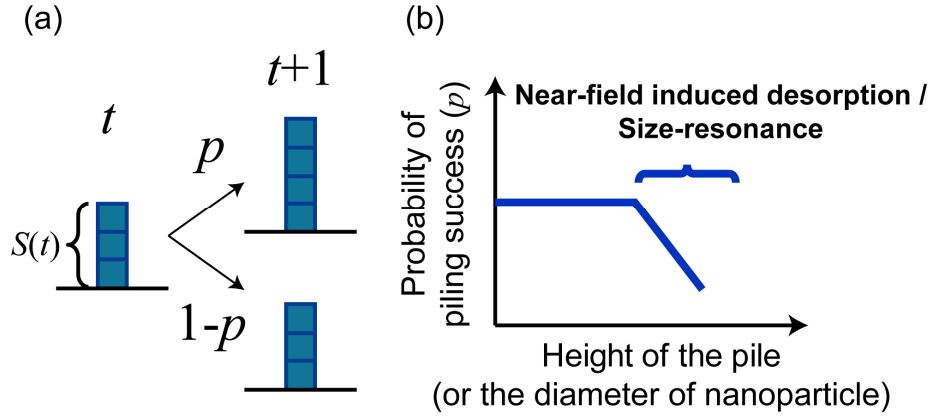 (a)
t
t+1
p
S(t)
1-p
(b)
Probability of
piling success (p)
Near-field induced desorption /
Size-resonance
Height of the pile
(or the diameter of nanoparticle)